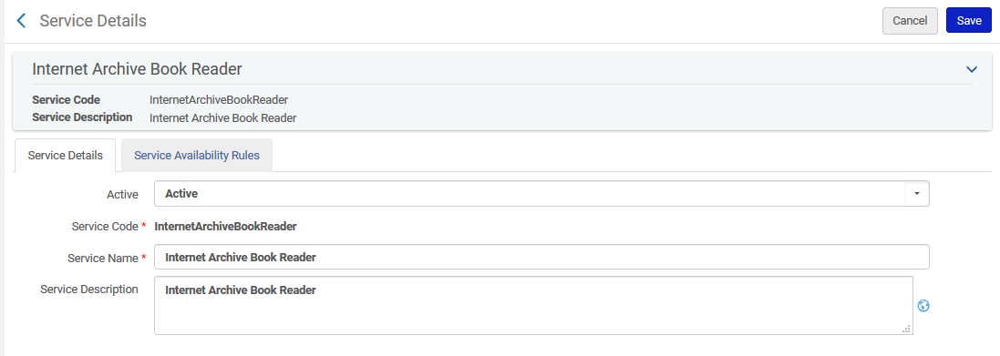 Service Details
Cancel
Save
Internet Archive Book Reader
Service Code InternetArchiveBookReader
Service Description Internet Archive Book Reader
Service Details
Service Availability Rules
Active Active
Service Code * InternetArchiveBookReader
Service Name * Internet Archive Book Reader
Service Description Internet Archive Book Reader